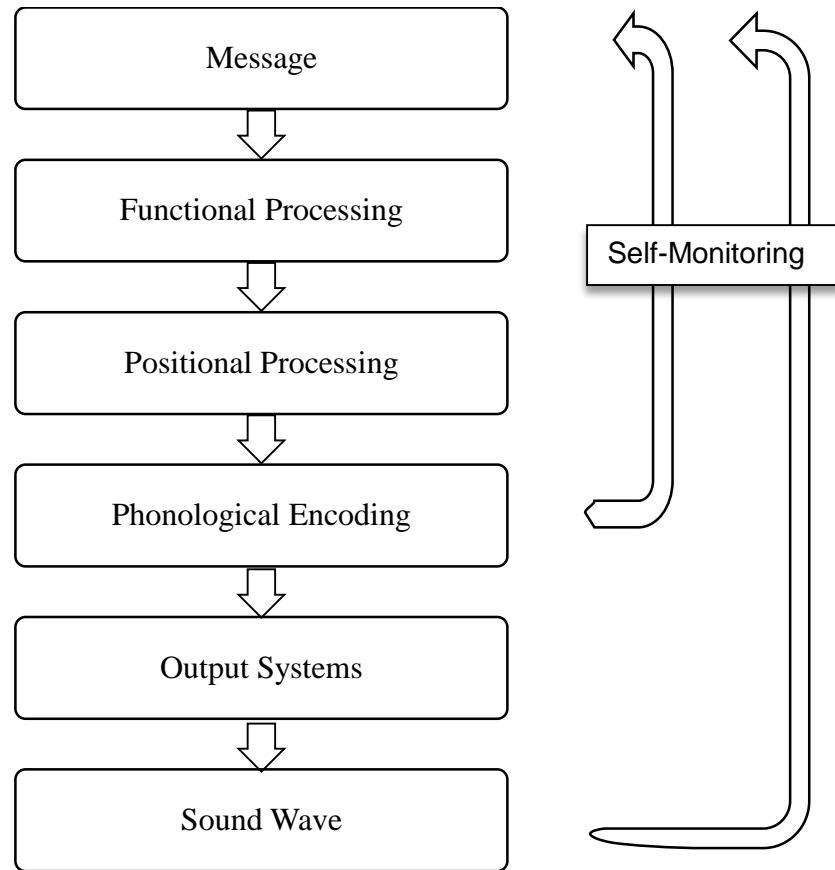 Message
Functional Processing
Self-Monitoring
Positional Processing
Phonological Encoding
Output Systems
Sound Wave